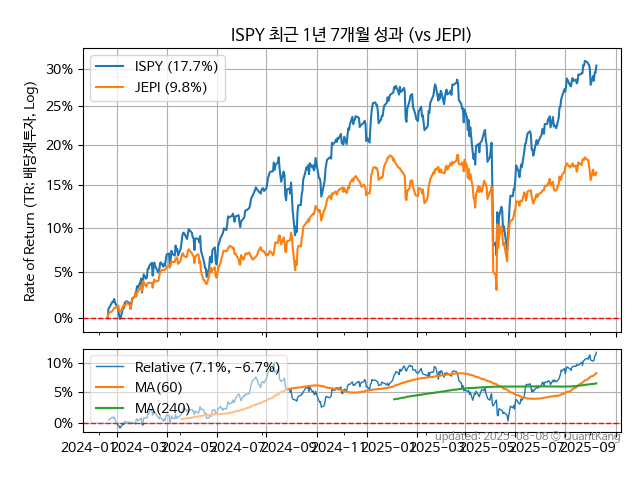 ISPY 최근 1년 7개월 성과 (vs JEPI)
Rate of Return (TR: 배당재투자, Log)
30%
25%
20%
15%
10%
5%
0%
ISPY (17.7%)
JEPI (9.8%)
10%
5%
0%
Relative (7.1%, −6.7%)
MA(60)
MA(240)
updated: 2025-08-08 © QuantKang
2024-01 2024-03 2024-05 2024-07 2024-09 2024-11 2025-01 2025-03 2025-05 2025-07 2025-09